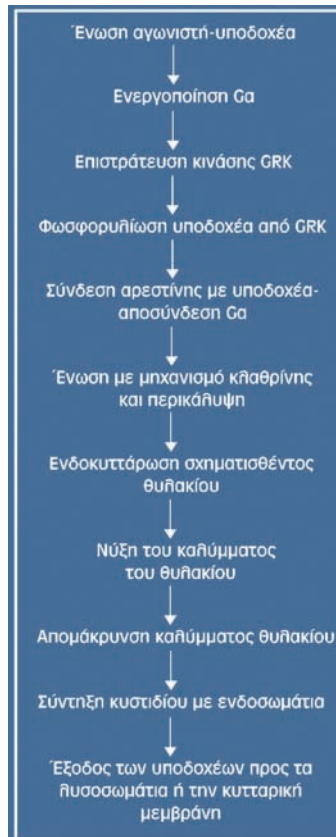 Ένωση αγωνιστή-υποδοχέα
Ενεργοποίηση Gα
Επιστράτευση κινάσης GRK
Φωσφορυλίωση υποδοχέα από GRK
Σύνδεση αρεστίνης με υποδοχέα-
αποσύνδεση Gα
Ένωση με μηχανισμό κλαθρίνης
και περικάλυψη
Ενδοκυττάρωση σχηματισθέντος
θυλακίου
Νύξη του καλύμματος
του θυλακίου
Απομάκρυνση καλύμματος θυλακίου
Σύντηξη κυστιδίου με ενδοσωμάτια
Έξοδος των υποδοχέων προς τα
λυσοσωμάτια ή την κυτταρική
μεμβράνη